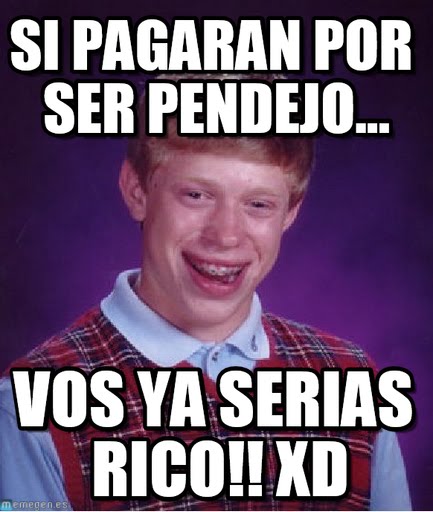 SI PAGARAN POR
SER PENDEJO...
VOS YA SERIAS
RICO!! XD
memegen.es